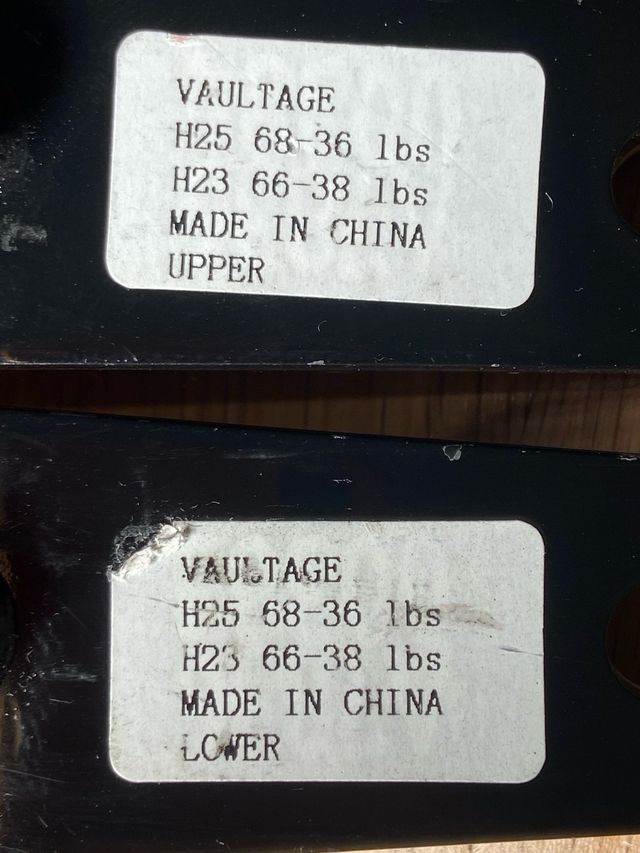 VAULTAGE
H25 68-36 lbs
H23 66-38 lbs
MADE IN CHINA
UPPER
VAULTAGE
H25 68-36 lbs
H23 66-38 lbs
MADE IN CHINA
LOWER